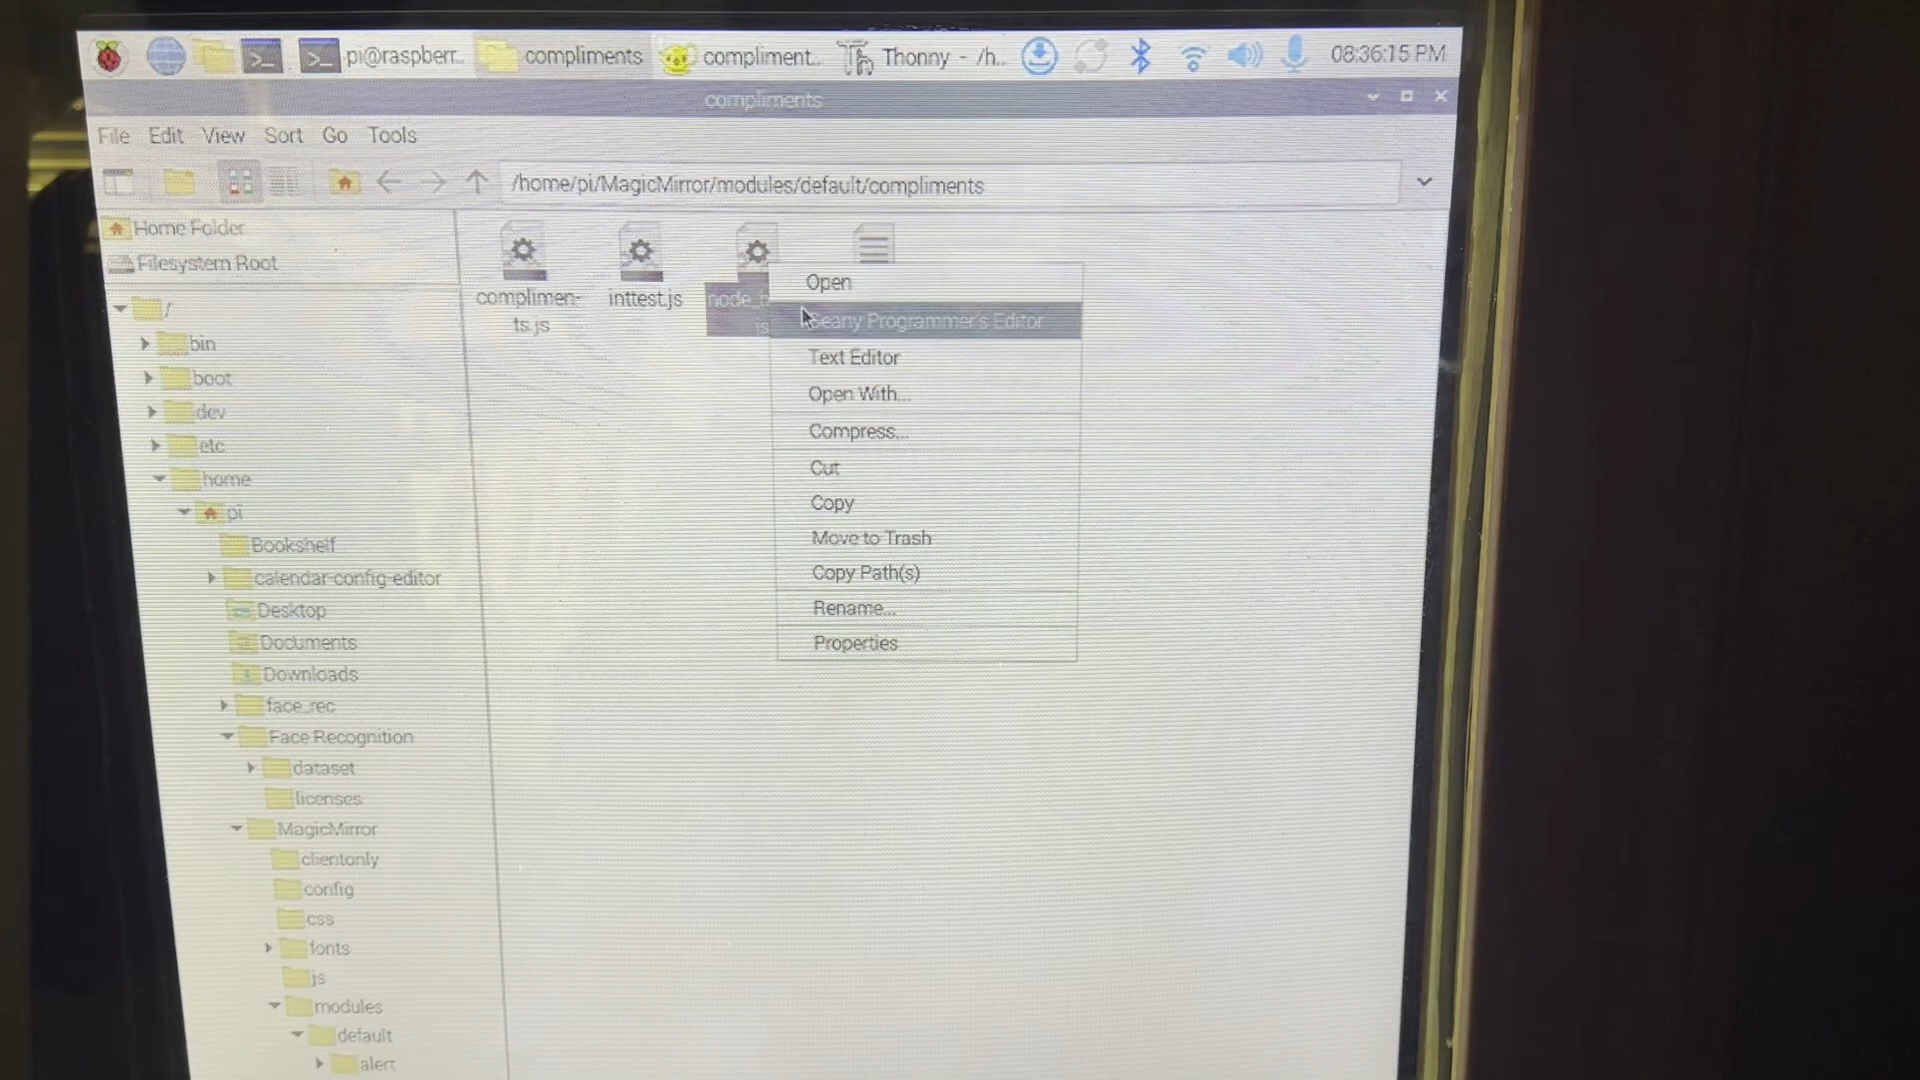 pi@raspberr..
compliments
compliment..
Thonny - /h..
08:36:15 PM
compliments
File Edit View Sort Go Tools
/home/pi/MagicMirror/modules/default/compliments
Home Folder
Filesystem Root
/
bin
boot
dev
etc
home
pi
Bookshelf
calendar-config-editor
Desktop
Documents
Downloads
face_rec
Face Recognition
dataset
licenses
MagicMirror
clientonly
config
css
fonts
js
modules
default
alert
complimen-
ts.js
inttest.js
js
Open
Geany Programmer's Editor
Text Editor
Open With...
Compress...
Cut
Copy
Move to Trash
Copy Path(s)
Rename...
Properties